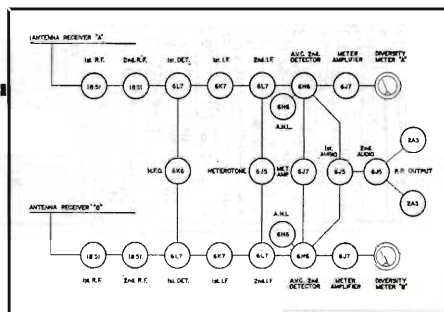 ANTENNA RECEIVER "A"
1st. R.F. 2nd. R.F. 1st. DET. 1st. I.F. 2nd. I.F. A.V.C. 2nd. DETECTOR METER AMPLIFIER DIVERSITY METER "A"
1851 1851 6L7 6K7 6L7 6H6 6J7
6H6
A.N.L.
1st. AUDIO 2nd. AUDIO 2A3
H.F.O. 6K6 HETEROTONE 6J5 MET. AMP. 6J7 6J5 6J5 P.P. OUTPUT
2A3
A.N.L.
ANTENNA RECEIVER "B"
6H6
1851 1851 6L7 6K7 6L7 6H6 6J7
1st. R.F. 2nd. R.F. 1st. DET. 1st. I.F. 2nd. I.F. A.V.C. 2nd. DETECTOR METER AMPLIFIER DIVERSITY METER "B"